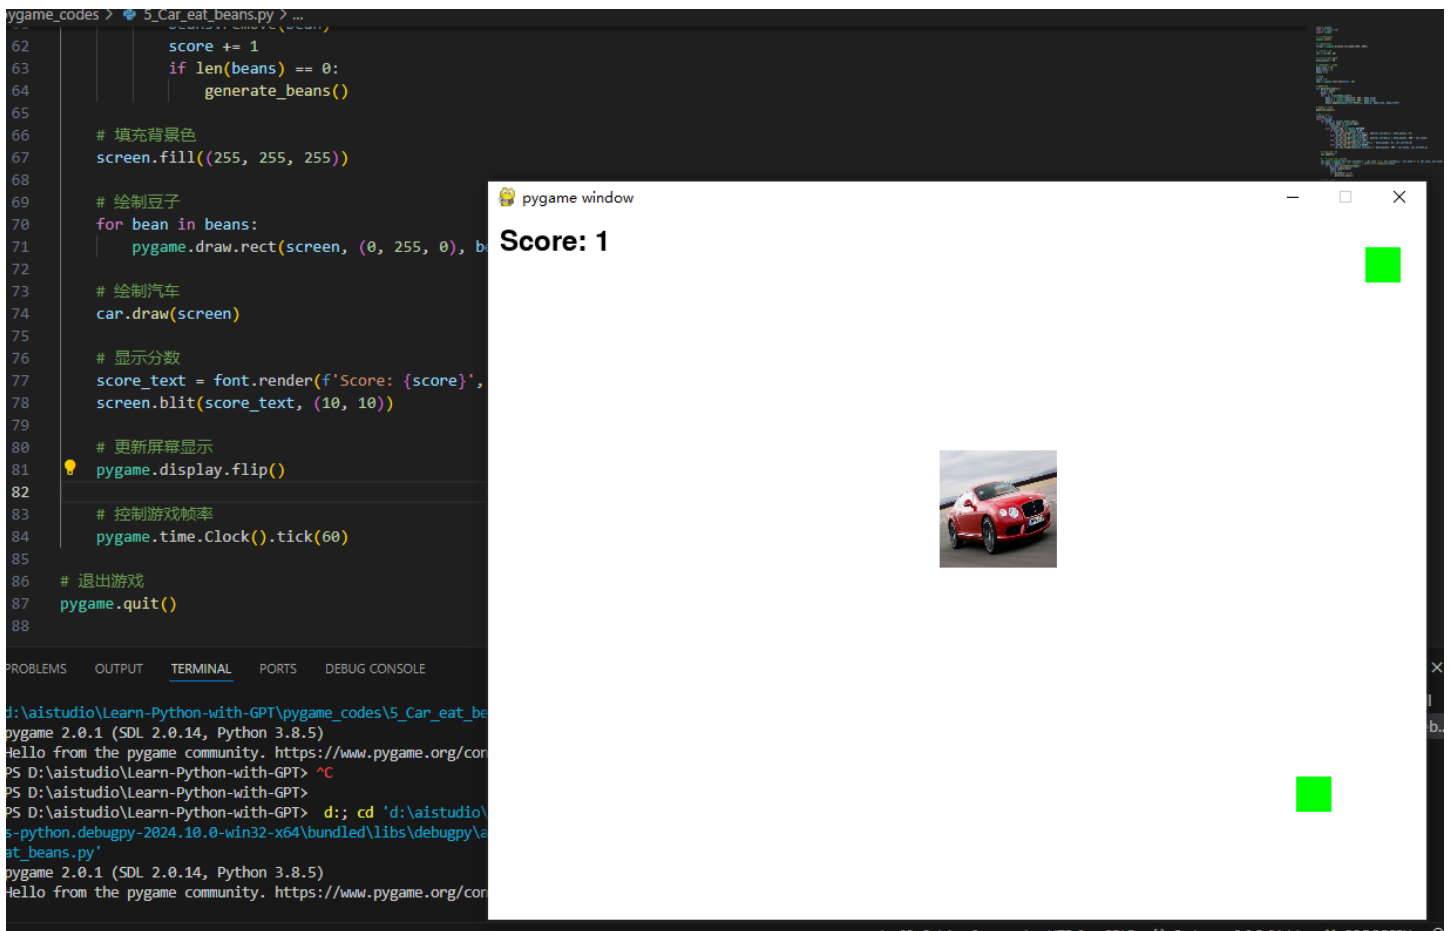 pygame_codes > 5_Car_eat_beans.py > ...
beans.remove(bean)
62 score += 1
63 if len(beans) == 0:
64 generate_beans()
65
66 # 填充背景色
67 screen.fill((255, 255, 255))
68
69 # 绘制豆子
70 for bean in beans:
71 pygame.draw.rect(screen, (0, 255, 0), be
72
73 # 绘制汽车
74 car.draw(screen)
75
76 # 显示分数
77 score_text = font.render(f'Score: {score}',
78 screen.blit(score_text, (10, 10))
79
80 # 更新屏幕显示
81 pygame.display.flip()
82
83 # 控制游戏帧率
84 pygame.time.Clock().tick(60)
85
86 # 退出游戏
87 pygame.quit()
88
pygame window
Score: 1
PROBLEMS OUTPUT TERMINAL PORTS DEBUG CONSOLE
d:\aistudio\Learn-Python-with-GPT\pygame_codes\5_Car_eat_be
pygame 2.0.1 (SDL 2.0.14, Python 3.8.5)
Hello from the pygame community. https://www.pygame.org/con
PS D:\aistudio\Learn-Python-with-GPT> ^C
PS D:\aistudio\Learn-Python-with-GPT>
PS D:\aistudio\Learn-Python-with-GPT> d:; cd 'd:\aistudio\
s-python.debugpy-2024.10.0-win32-x64\bundled\libs\debugpy\a
at_beans.py'
pygame 2.0.1 (SDL 2.0.14, Python 3.8.5)
Hello from the pygame community. https://www.pygame.org/con